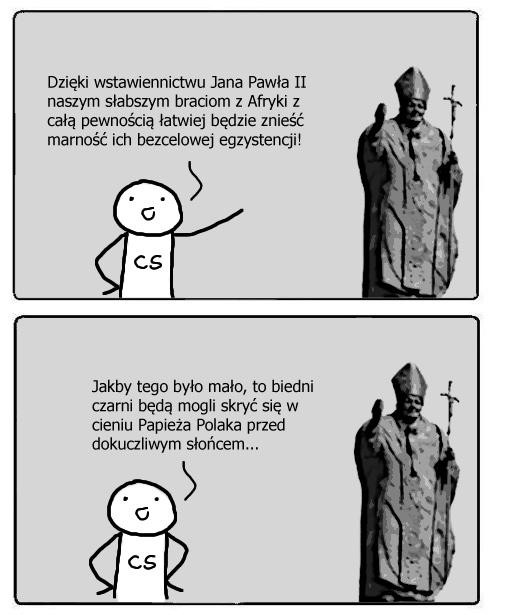 Dzięki wstawiennictwu Jana Pawła II
naszym słabszym braciom z Afryki z
całą pewnością łatwiej będzie znieść
marność ich bezcelowej egzystencji!
CS
Jakby tego było mało, to biedni
czarni będą mogli skryć się w
cieniu Papieża Polaka przed
dokuczliwym słońcem...
CS